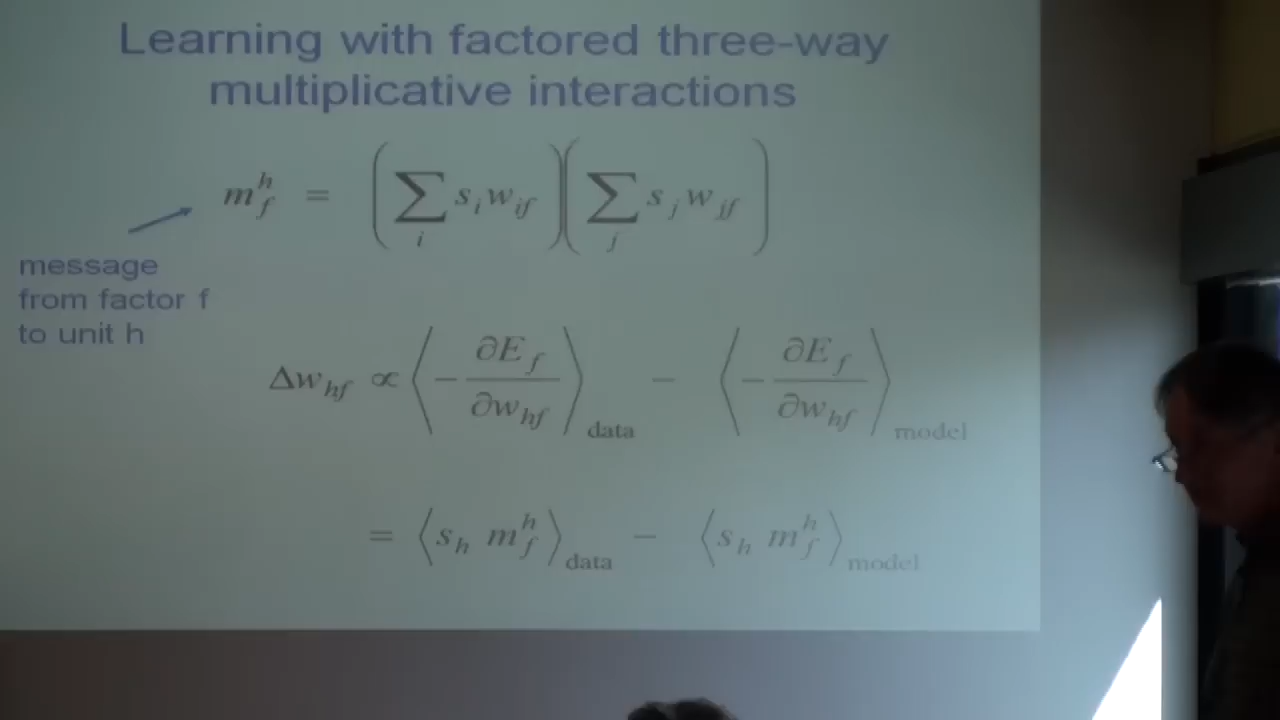 Learning with factored three-way
multiplicative interactions
m_f^h = (∑_i s_i w_if)(∑_j s_j w_jf)
message
from factor f
to unit h
Δw_hf ∝ ⟨−∂E_f/∂w_hf⟩_data − ⟨−∂E_f/∂w_hf⟩_model
= ⟨s_h m_f^h⟩_data − ⟨s_h m_f^h⟩_model